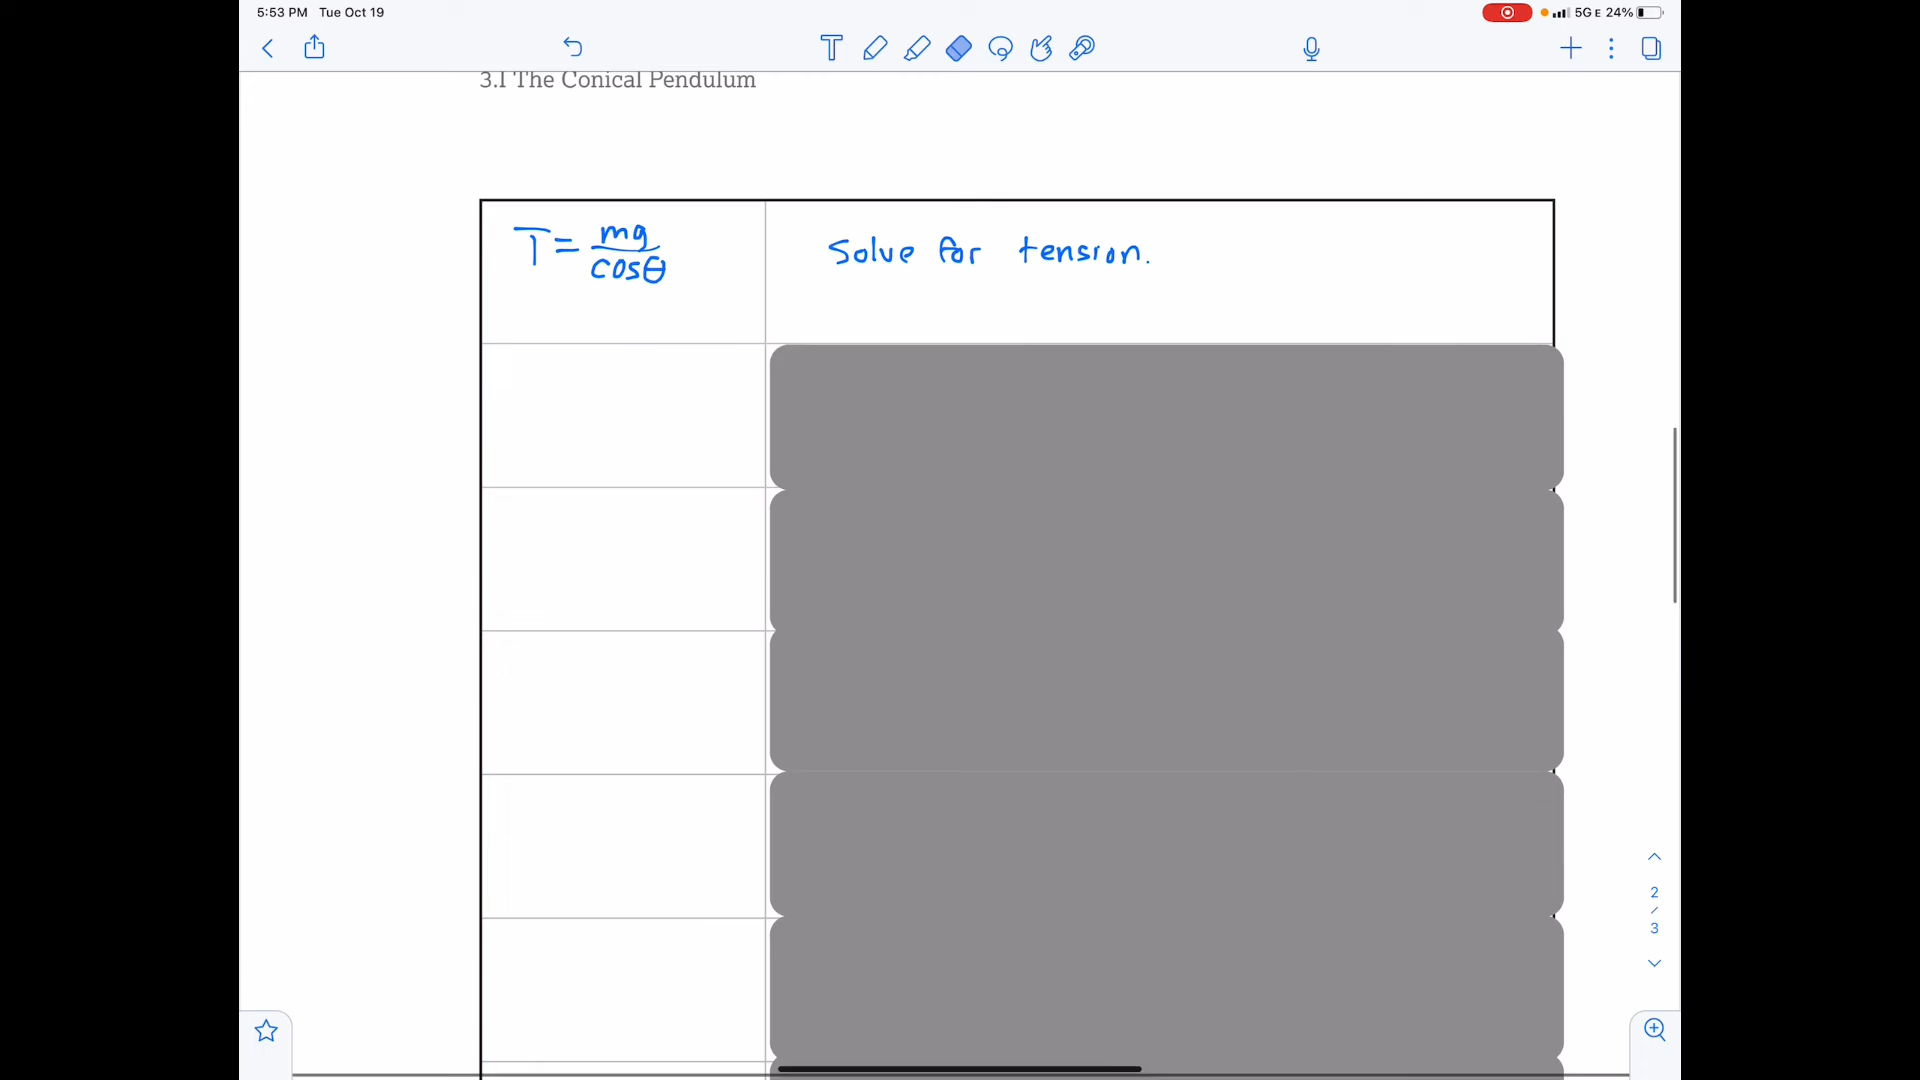 5:53 PM Tue Oct 19
5G E 24%
3.I The Conical Pendulum
T = mg / cosθ
Solve for tension.
2
/
3